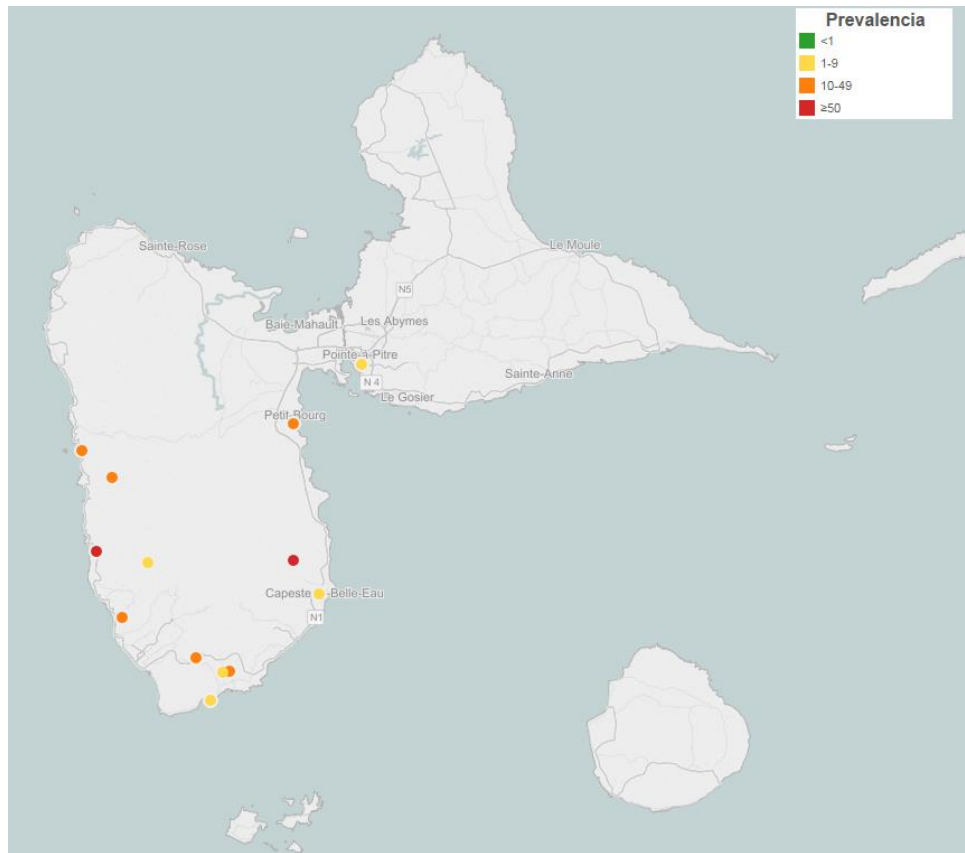 Prevalencia
<1
1-9
10-49
≥50
Sainte-Rose
Le Moule
N5
Baie-Mahault
Les Abymes
Pointe-à-Pitre
N 4
Sainte-Anne
Le Gosier
Petit-Bourg
Capeste -Belle-Eau
N1